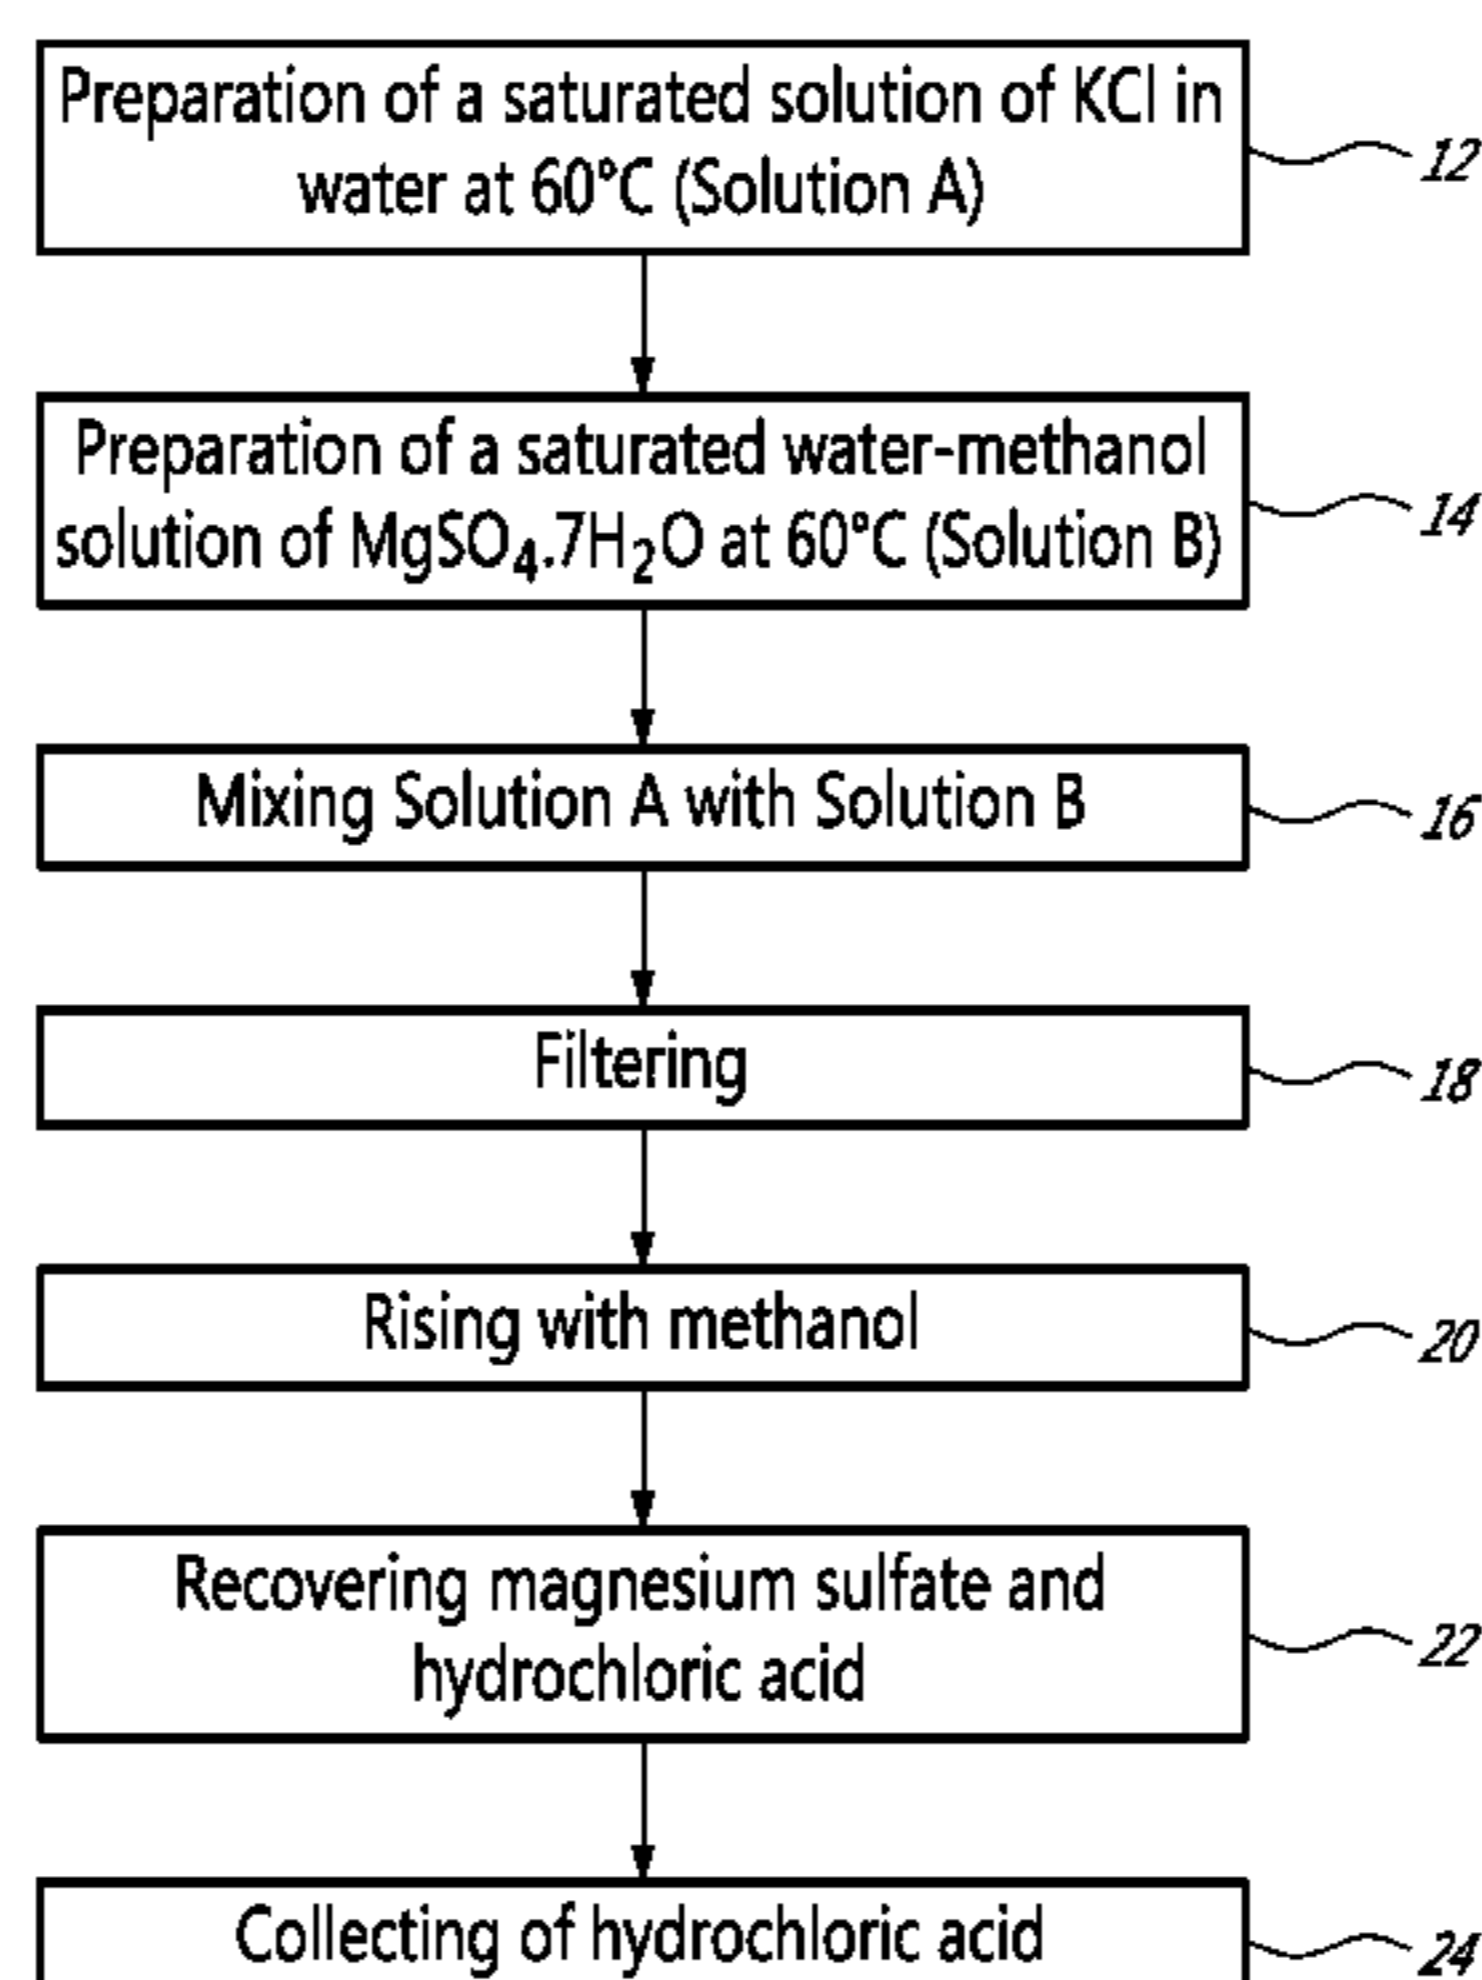 Preparation of a saturated solution of KCl in
water at 60°C (Solution A)
12
Preparation of a saturated water-methanol
solution of MgSO₄.7H₂O at 60°C (Solution B)
14
Mixing Solution A with Solution B
16
Filtering
18
Rising with methanol
20
Recovering magnesium sulfate and
hydrochloric acid
22
Collecting of hydrochloric acid
24